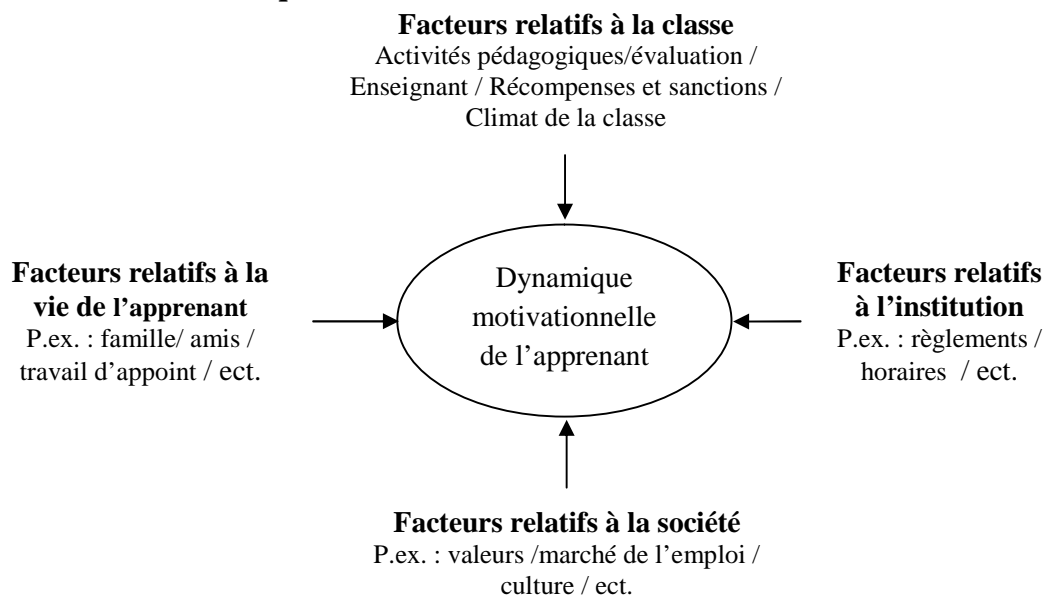 Facteurs relatifs à la classe
Activités pédagogiques/évaluation /
Enseignant / Récompenses et sanctions /
Climat de la classe
Facteurs relatifs à la
vie de l’apprenant
P.ex. : famille/ amis /
travail d’appoint / ect.
Dynamique
motivationnelle
de l’apprenant
Facteurs relatifs
à l’institution
P.ex. : règlements /
horaires / ect.
Facteurs relatifs à la société
P.ex. : valeurs /marché de l’emploi /
culture / ect.